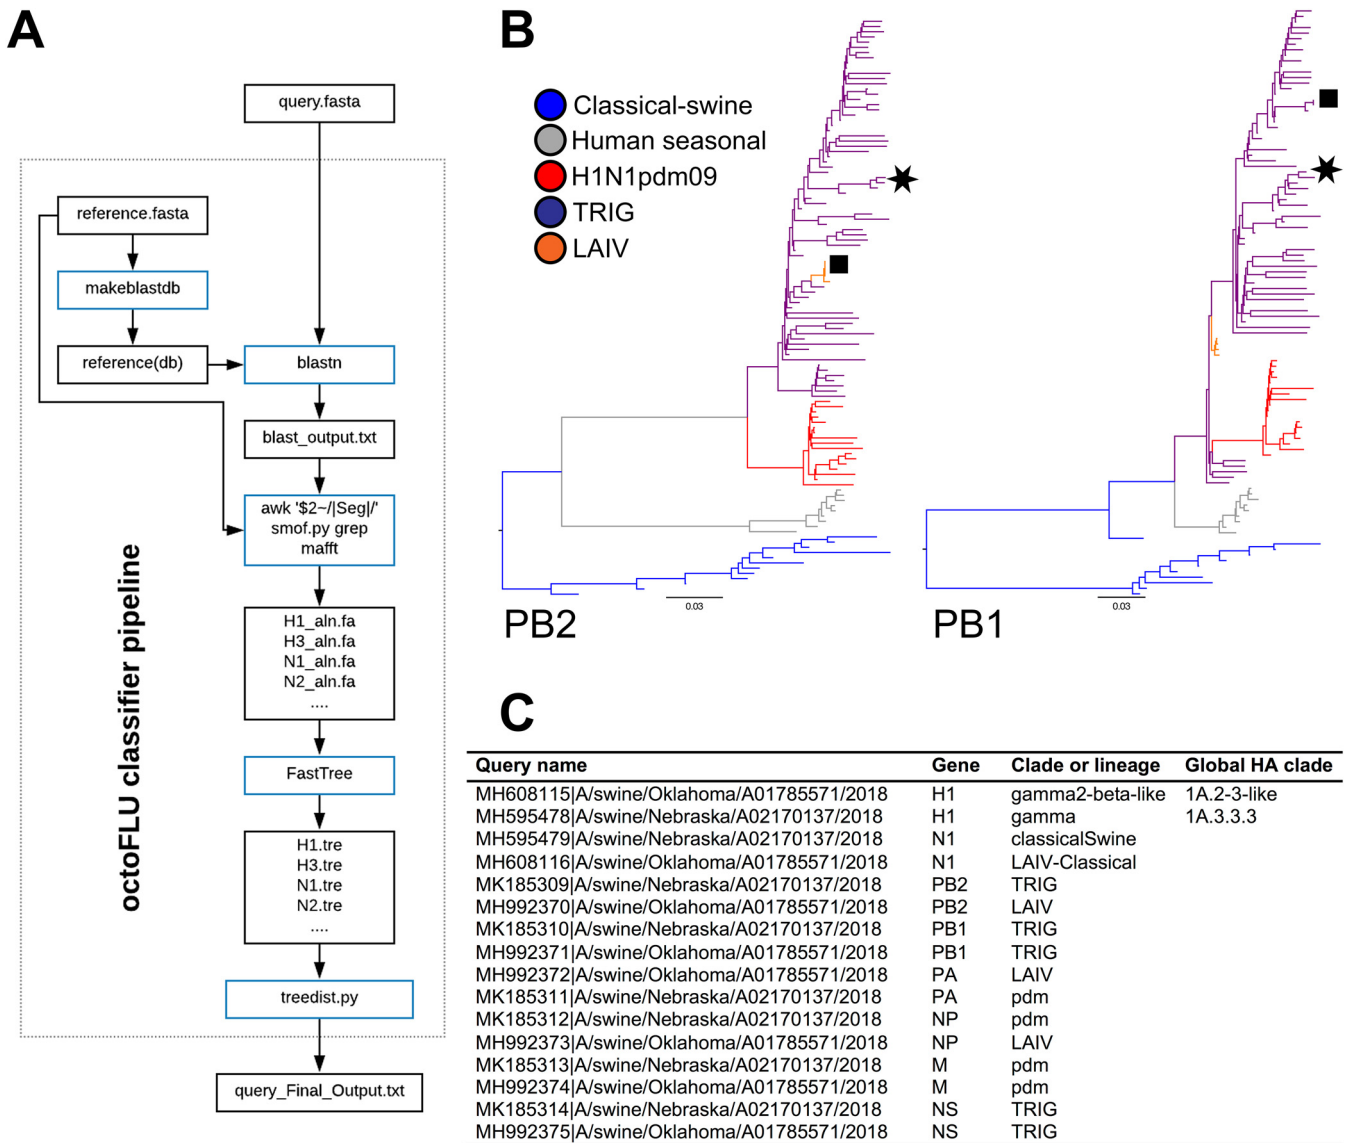 A
query.fasta
reference.fasta
makeblastdb
reference(db)
blastn
blast_output.txt
awk '$2~/|Seg|/'
smof.py grep
mafft
H1_aln.fa
H3_aln.fa
N1_aln.fa
N2_aln.fa
....
FastTree
H1.tre
H3.tre
N1.tre
N2.tre
....
treedist.py
query_Final_Output.txt
octoFLU classifier pipeline
B
Classical-swine
Human seasonal
H1N1pdm09
TRIG
LAIV
0.03
PB2
0.03
PB1
C
Query name Gene Clade or lineage Global HA clade
MH608115|A/swine/Oklahoma/A01785571/2018 H1 gamma2-beta-like 1A.2-3-like
MH595478|A/swine/Nebraska/A02170137/2018 H1 gamma 1A.3.3.3
MH595479|A/swine/Nebraska/A02170137/2018 N1 classicalSwine
MH608116|A/swine/Oklahoma/A01785571/2018 N1 LAIV-Classical
MK185309|A/swine/Nebraska/A02170137/2018 PB2 TRIG
MH992370|A/swine/Oklahoma/A01785571/2018 PB2 LAIV
MK185310|A/swine/Nebraska/A02170137/2018 PB1 TRIG
MH992371|A/swine/Oklahoma/A01785571/2018 PB1 TRIG
MH992372|A/swine/Oklahoma/A01785571/2018 PA LAIV
MK185311|A/swine/Nebraska/A02170137/2018 PA pdm
MK185312|A/swine/Nebraska/A02170137/2018 NP pdm
MH992373|A/swine/Oklahoma/A01785571/2018 NP LAIV
MK185313|A/swine/Nebraska/A02170137/2018 M pdm
MH992374|A/swine/Oklahoma/A01785571/2018 M pdm
MK185314|A/swine/Nebraska/A02170137/2018 NS TRIG
MH992375|A/swine/Oklahoma/A01785571/2018 NS TRIG